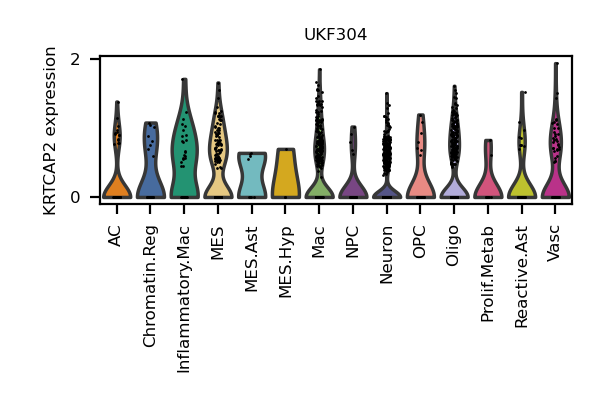 UKF304
KRTCAP2 expression
2
0
AC
Chromatin.Reg
Inflammatory.Mac
MES
MES.Ast
MES.Hyp
Mac
NPC
Neuron
OPC
Oligo
Prolif.Metab
Reactive.Ast
Vasc